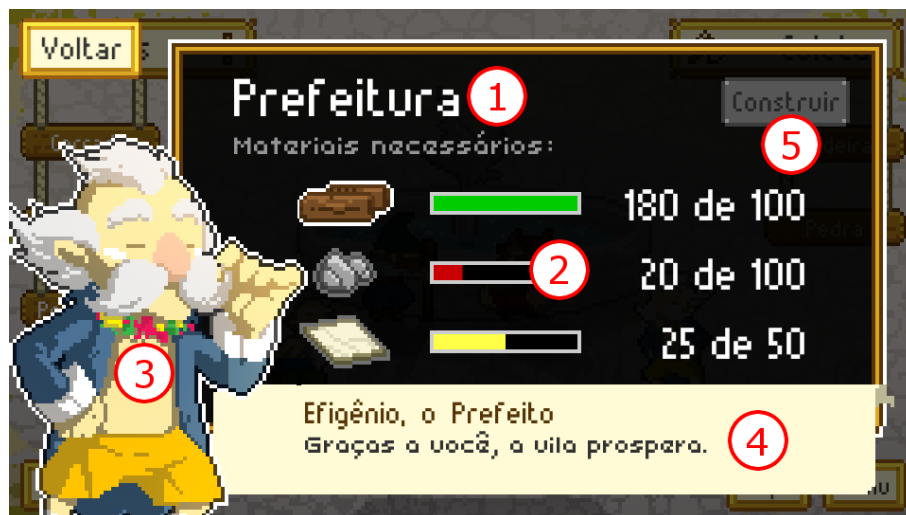 Voltar
Prefeitura 1
Construir
5
Materiais necessários:
180 de 100
2
20 de 100
Pedra
25 de 50
3
Efigênio, o Prefeito
Graças a você, a vila prospera.
4